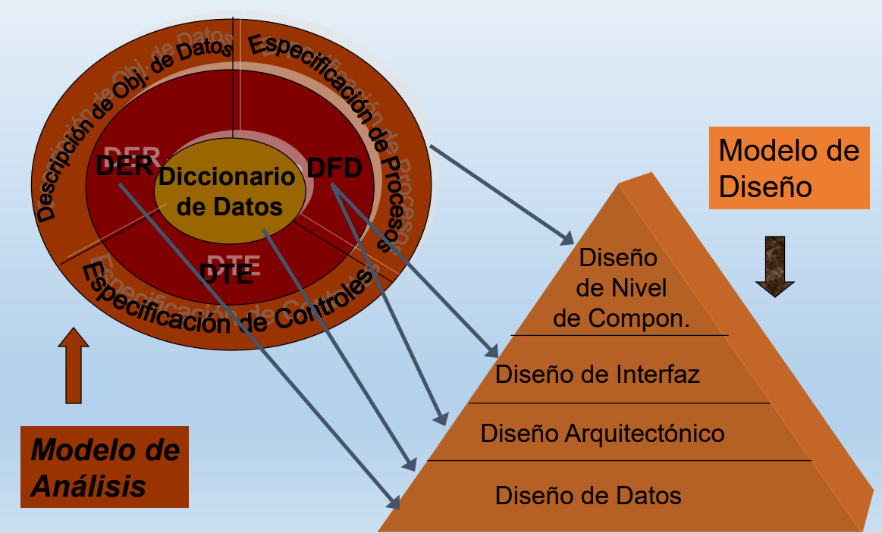 Descripción de Obj. de Datos
Especificación de Procesos
DER
DFD
Diccionario
de Datos
DTE
Especificación de Controles
Modelo de
Análisis
Modelo de
Diseño
Diseño
de Nivel
de Compon.
Diseño de Interfaz
Diseño Arquitectónico
Diseño de Datos